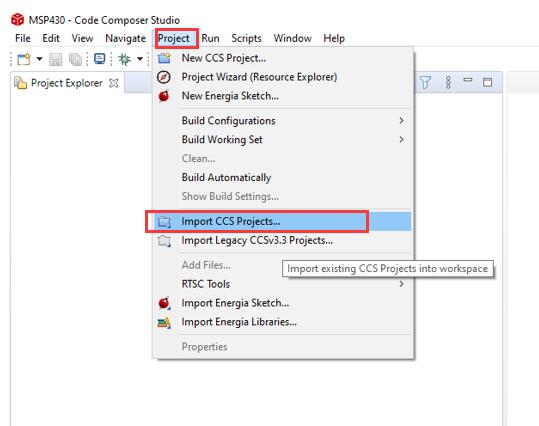 MSP430 - Code Composer Studio
File Edit View Navigate Project Run Scripts Window Help
New CCS Project...
Project Explorer
Project Wizard (Resource Explorer)
New Energia Sketch...
Build Configurations
Build Working Set
Clean...
Build Automatically
Show Build Settings...
Import CCS Projects...
Import Legacy CCSv3.3 Projects...
Add Files...
Import existing CCS Projects into workspace
RTSC Tools
Import Energia Sketch...
Import Energia Libraries...
Properties